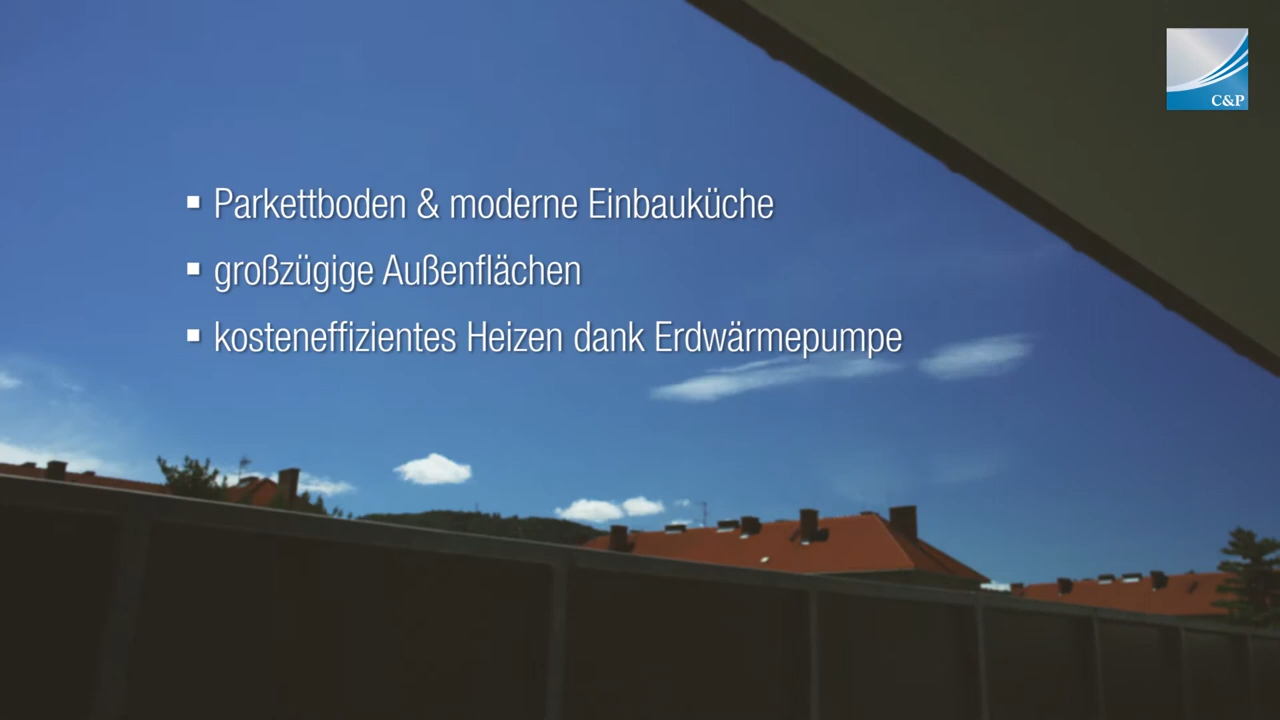 C&P
▪ Parkettboden & moderne Einbauküche
▪ großzügige Außenflächen
▪ kosteneffizientes Heizen dank Erdwärmepumpe